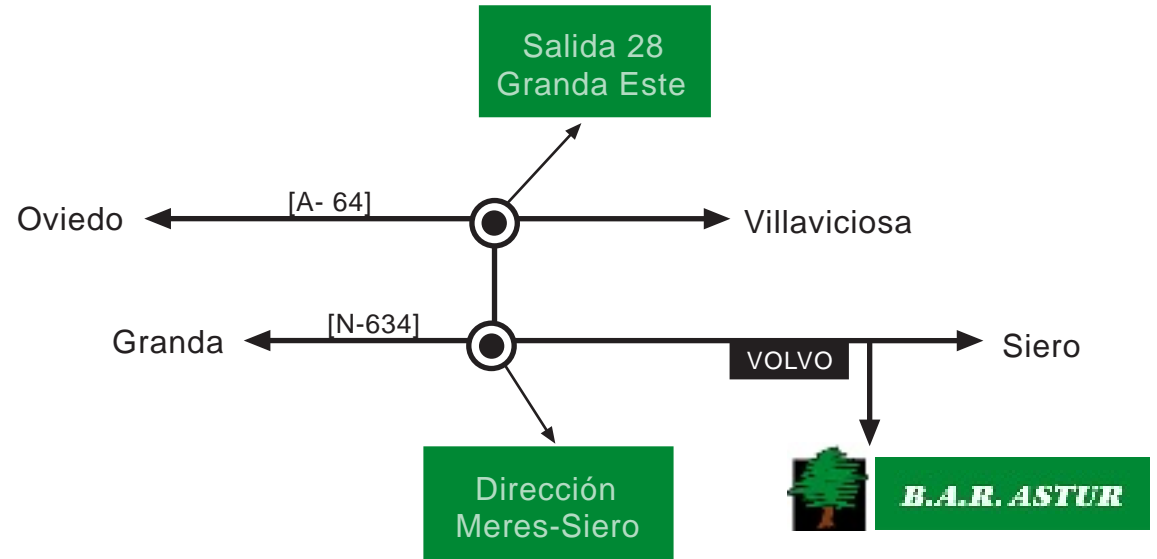 Salida 28
Granda Este
[A- 64]
Oviedo
Villaviciosa
[N-634]
Granda
Siero
VOLVO
Dirección
Meres-Siero
B.A.R. ASTUR